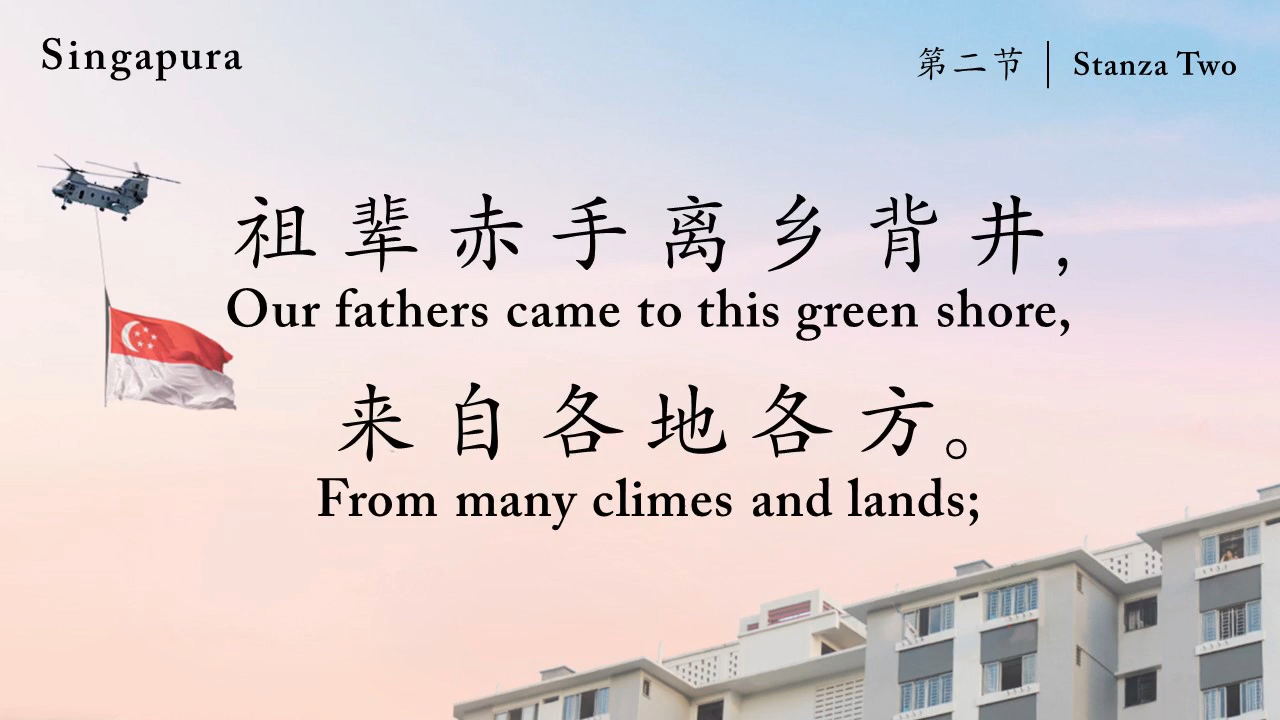 Singapura
第二节 | Stanza Two
祖辈赤手离乡背井,
Our fathers came to this green shore,
来自各地各方。
From many climes and lands;